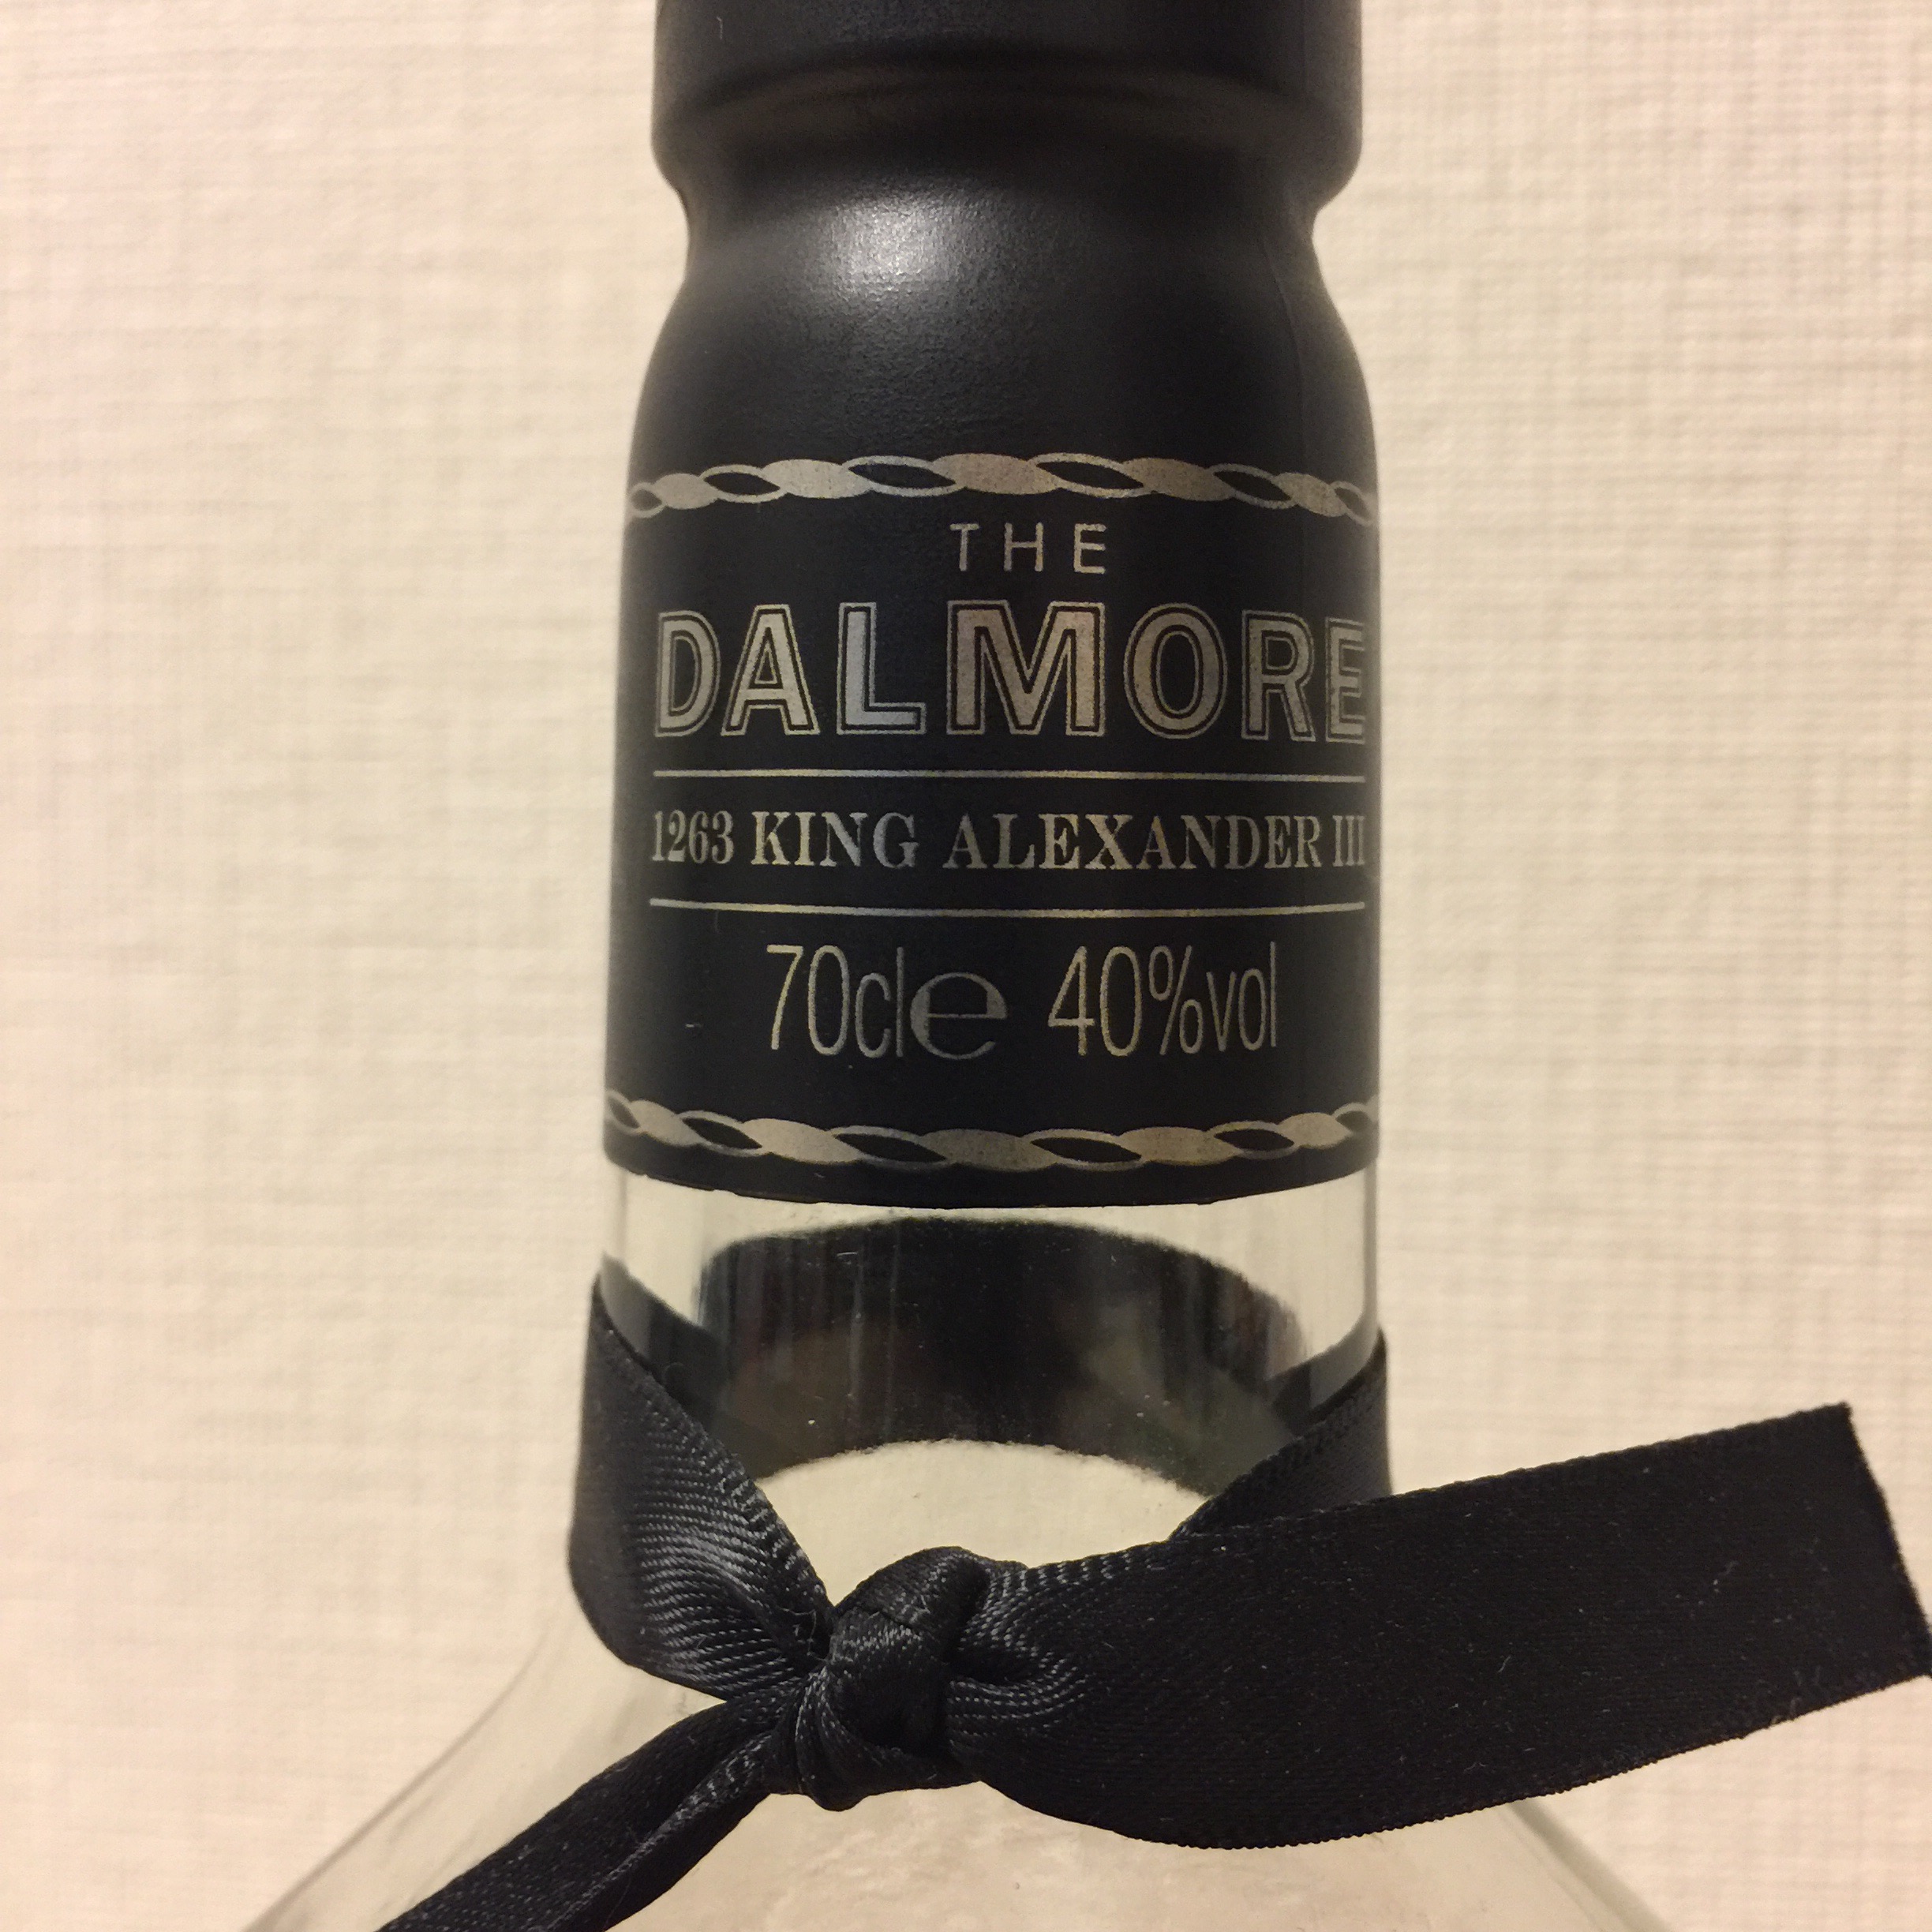 THE
DALMORE
1263 KING ALEXANDER III
70cl℮ 40%vol